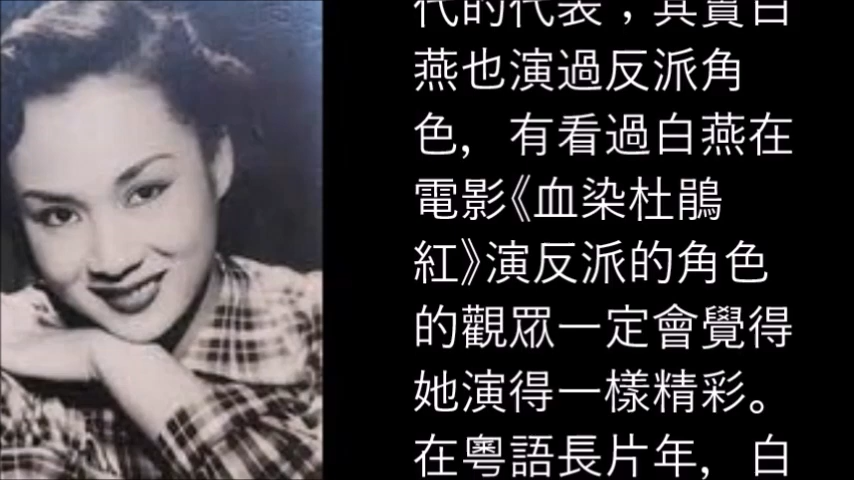 代的代表，其實白
燕也演過反派角
色， 有看過白燕在
電影《血染杜鵑
紅》演反派的角色
的觀眾一定會覺得
她演得一樣精彩。
在粵語長片年， 白